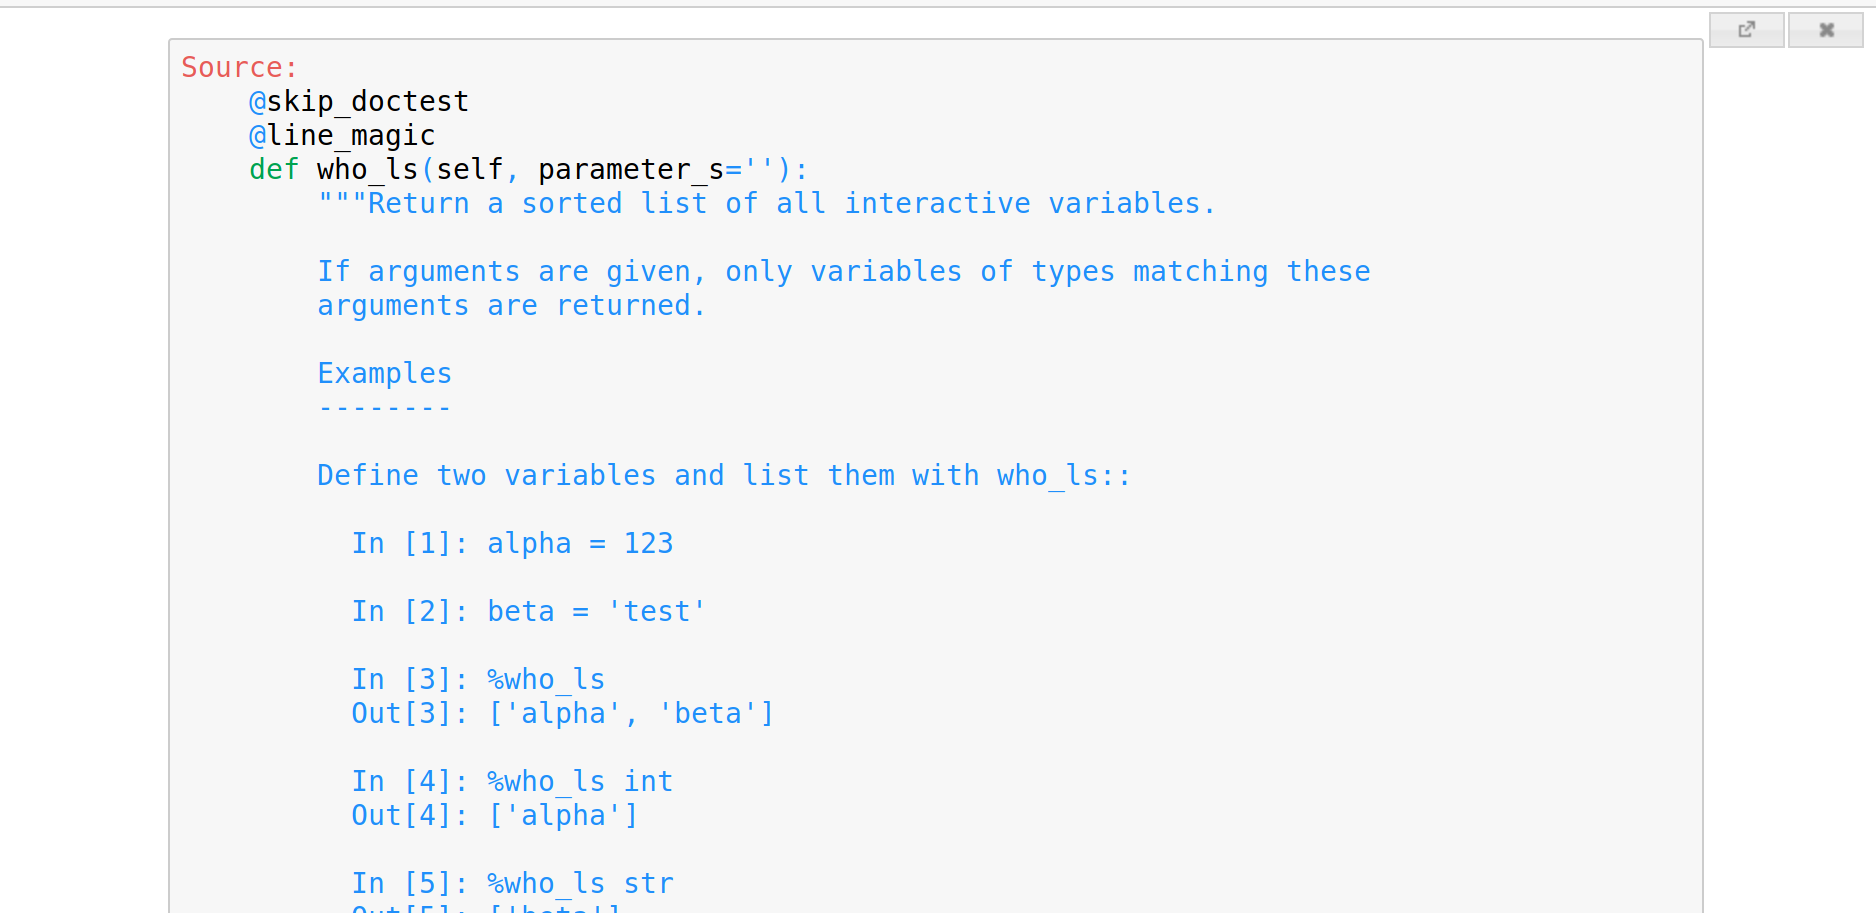 Source:
    @skip_doctest
    @line_magic
    def who_ls(self, parameter_s=''):
        """Return a sorted list of all interactive variables.

        If arguments are given, only variables of types matching these
        arguments are returned.

        Examples
        --------

        Define two variables and list them with who_ls::

          In [1]: alpha = 123

          In [2]: beta = 'test'

          In [3]: %who_ls
          Out[3]: ['alpha', 'beta']

          In [4]: %who_ls int
          Out[4]: ['alpha']

          In [5]: %who_ls str
          Out[5]: ['beta']